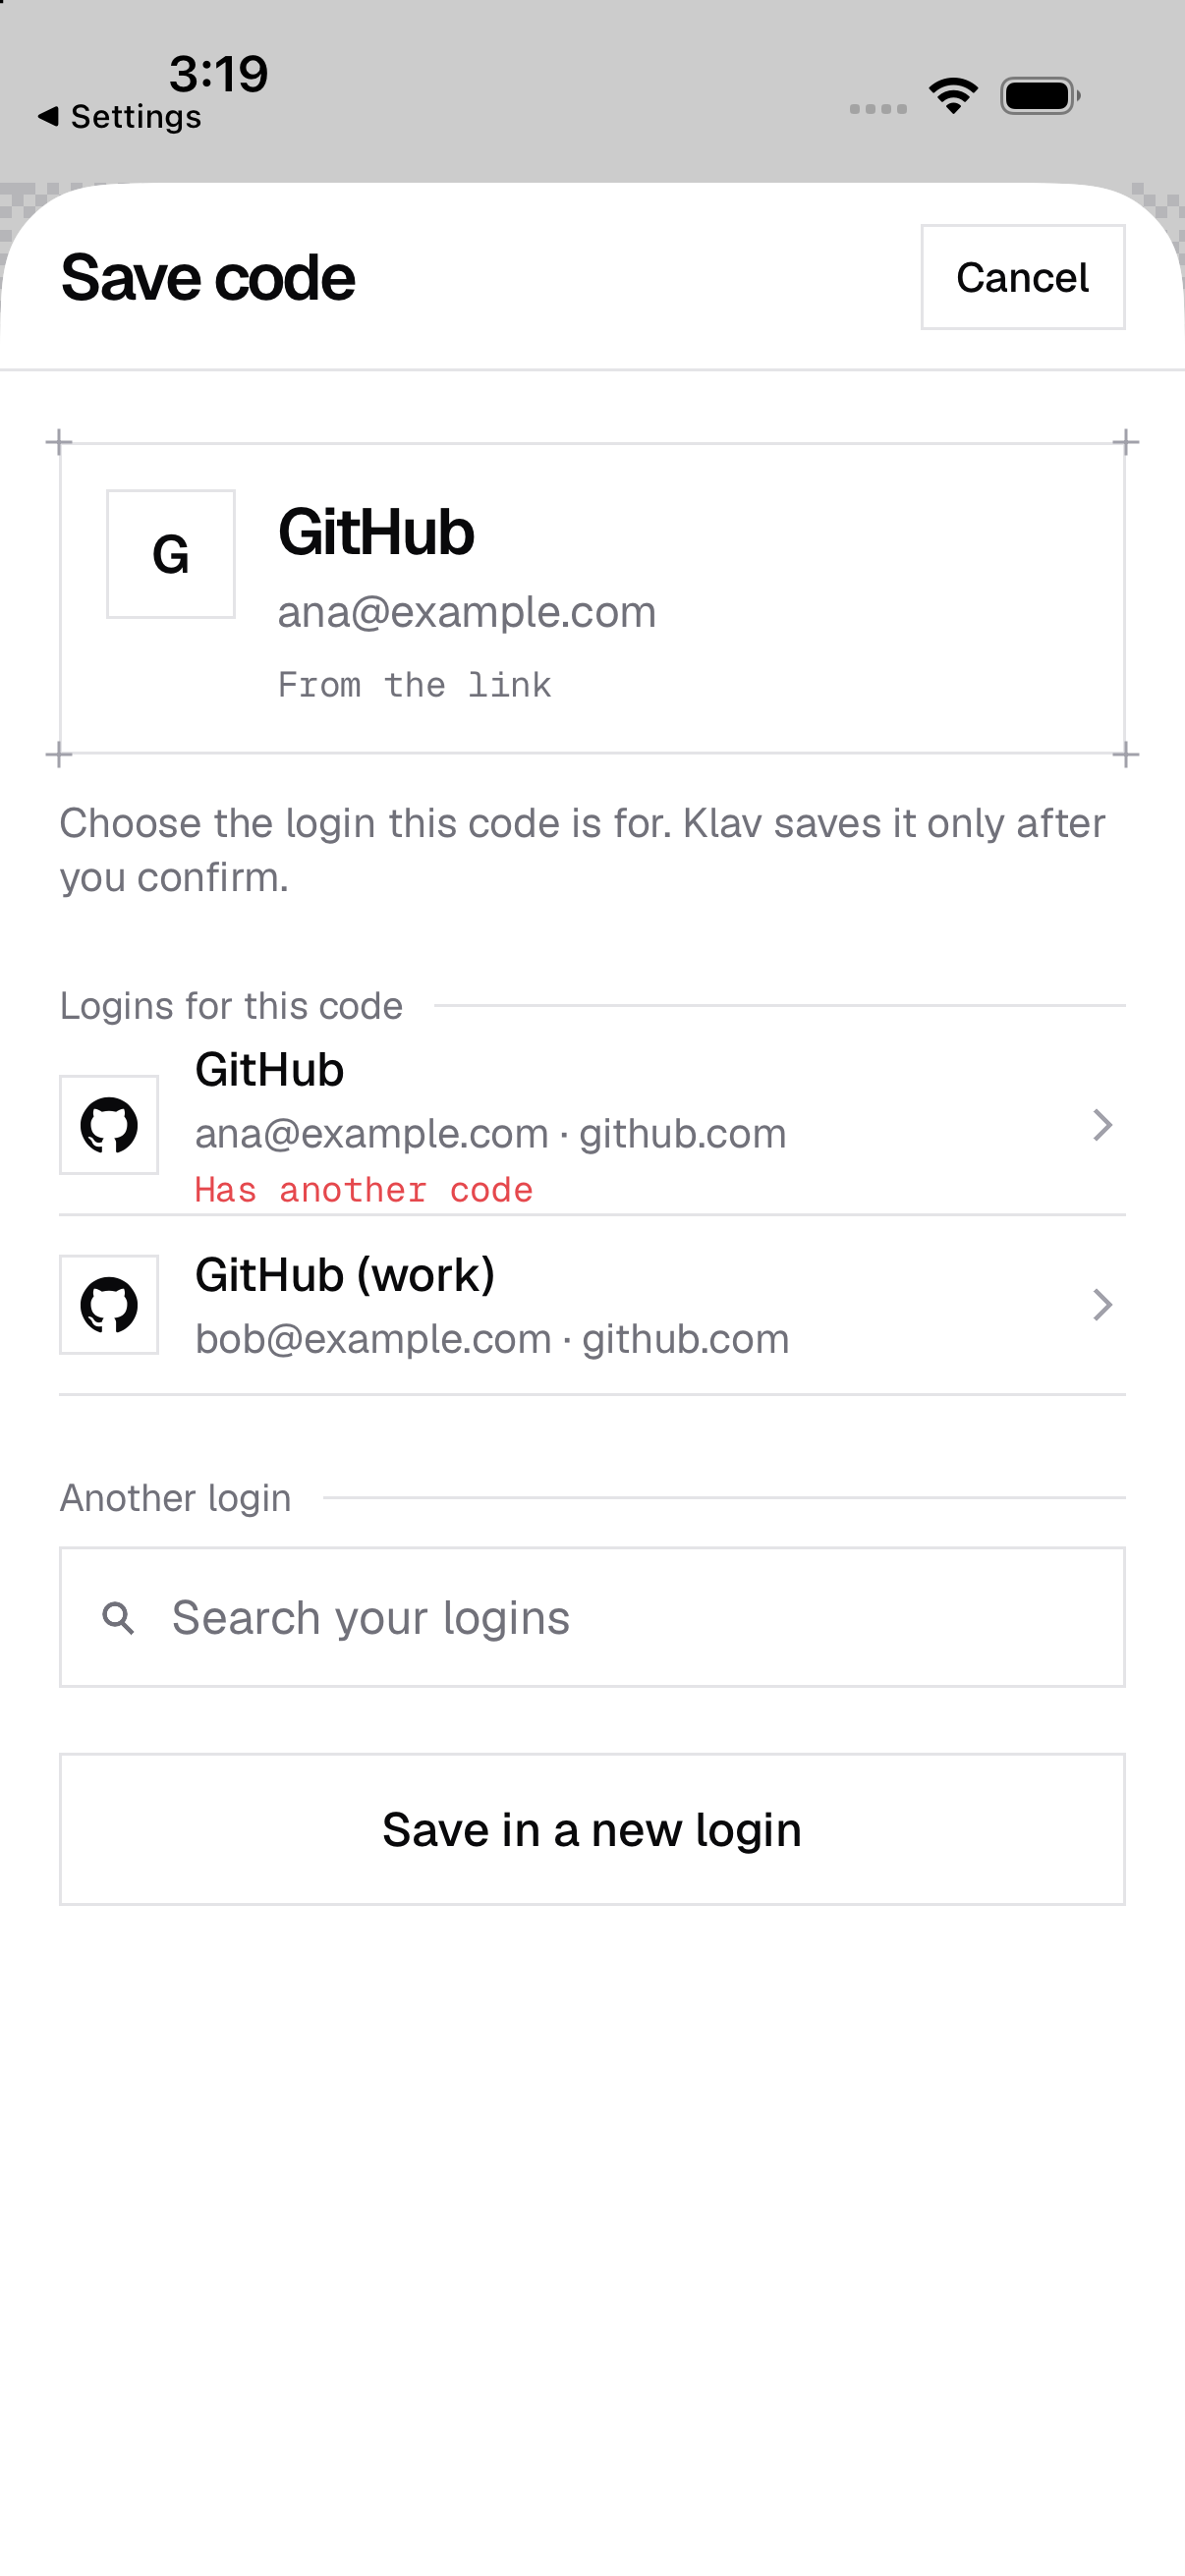 3:19
◀ Settings
Save code
Cancel
G
GitHub
ana@example.com
From the link
Choose the login this code is for. Klav saves it only after
you confirm.
Logins for this code
GitHub
ana@example.com · github.com
Has another code
GitHub (work)
bob@example.com · github.com
Another login
Search your logins
Save in a new login